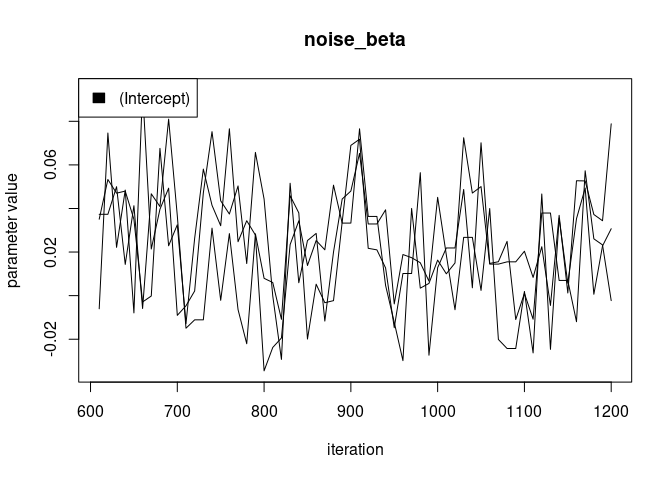 noise_beta
(Intercept)
parameter value
0.06
0.02
-0.02
600 700 800 900 1000 1100 1200
iteration